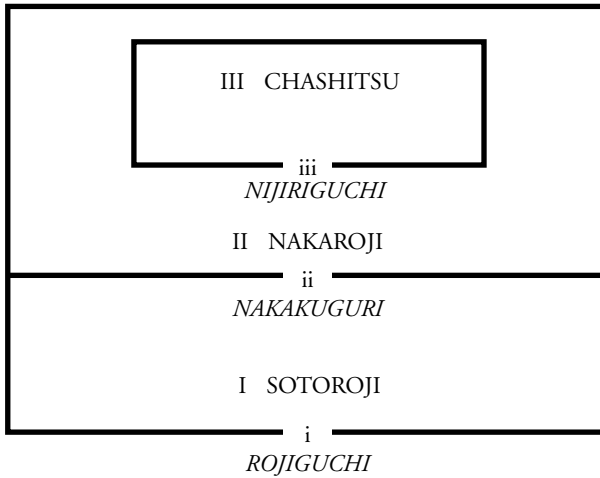 III CHASHITSU
iii
NIJIRIGUCHI
II NAKAROJI
ii
NAKAKUGURI
I SOTOROJI
i
ROJIGUCHI